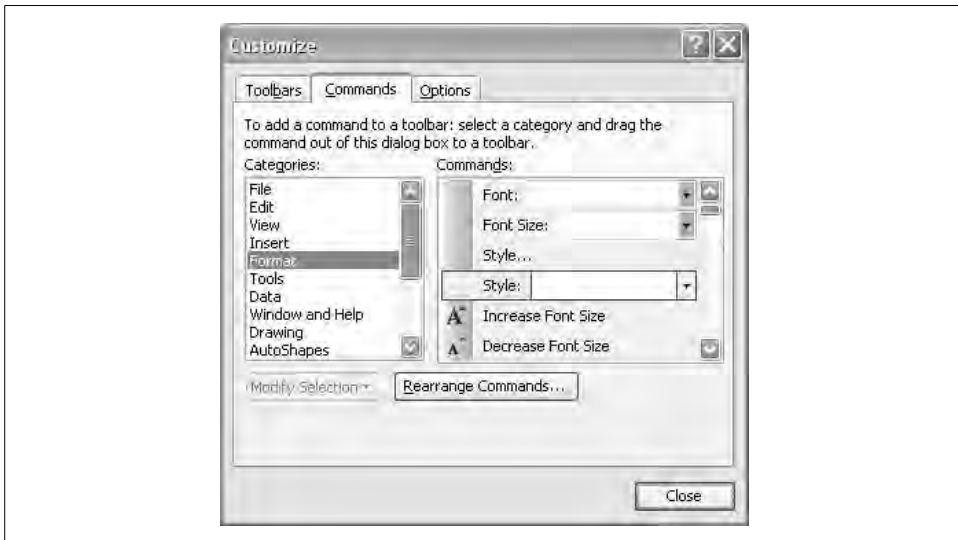 Customize
Toolbars Commands Options
To add a command to a toolbar: select a category and drag the
command out of this dialog box to a toolbar.
Categories:
File
Edit
View
Insert
Format
Tools
Data
Window and Help
Drawing
AutoShapes
Commands:
Font:
Font Size:
Style...
Style:
Increase Font Size
Decrease Font Size
Modify Selection
Rearrange Commands...
Close